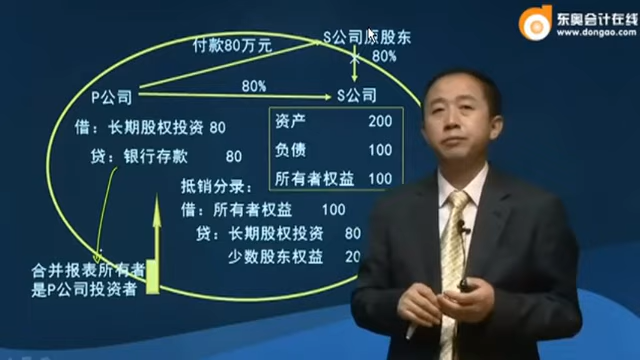 东奥会计在线
www.dongao.com
付款80万元
S公司原股东
80%
80%
P公司
S公司
借：长期股权投资 80
贷：银行存款 80
资产 200
负债 100
所有者权益 100
抵销分录：
借：所有者权益 100
贷：长期股权投资 80
少数股东权益 20
合并报表所有者
是P公司投资者